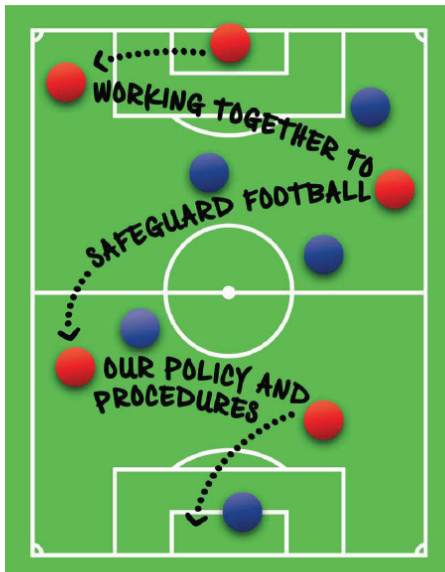 WORKING TOGETHER TO
SAFEGUARD FOOTBALL
OUR POLICY AND
PROCEDURES